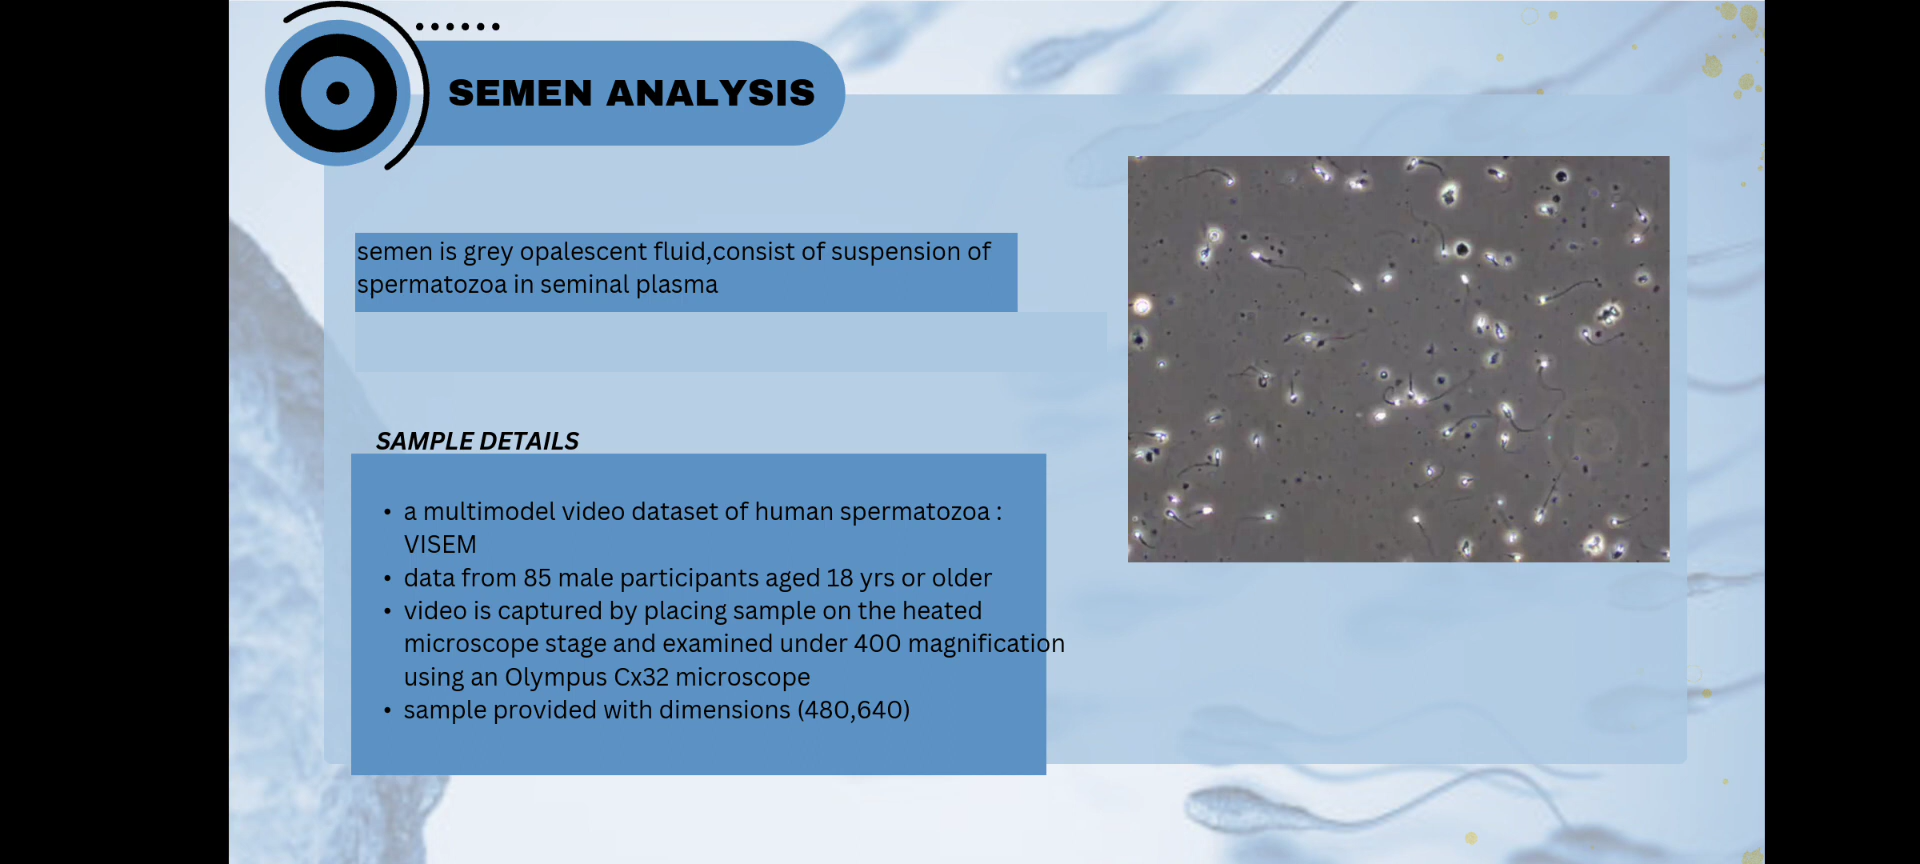 SEMEN ANALYSIS
semen is grey opalescent fluid,consist of suspension of
spermatozoa in seminal plasma
SAMPLE DETAILS
• a multimodel video dataset of human spermatozoa :
VISEM
• data from 85 male participants aged 18 yrs or older
• video is captured by placing sample on the heated
microscope stage and examined under 400 magnification
using an Olympus Cx32 microscope
• sample provided with dimensions (480,640)